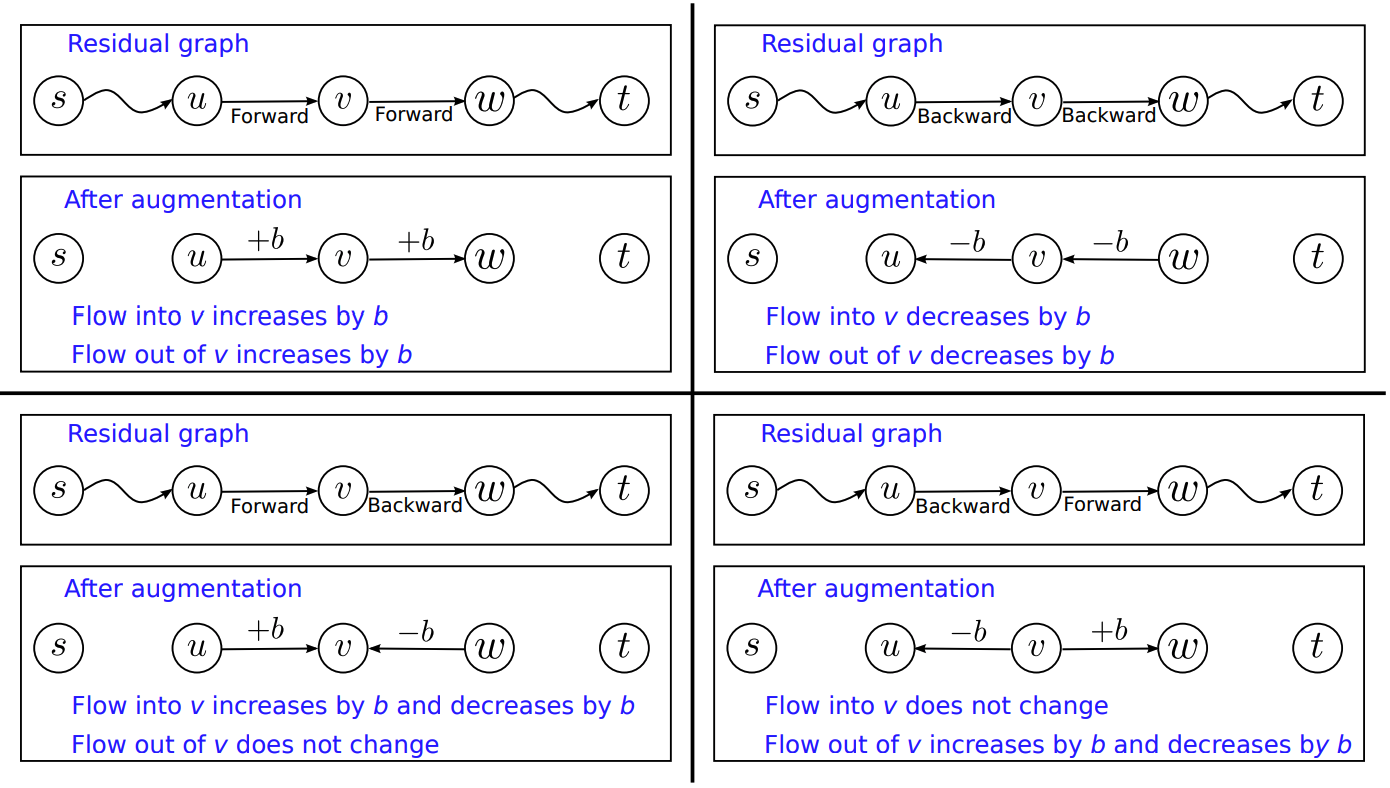 Residual graph
s u v w t
Forward Forward
After augmentation
+b +b
s u v w t
Flow into v increases by b
Flow out of v increases by b
Residual graph
s u v w t
Backward Backward
After augmentation
−b −b
s u v w t
Flow into v decreases by b
Flow out of v decreases by b
Residual graph
s u v w t
Forward Backward
After augmentation
+b −b
s u v w t
Flow into v increases by b and decreases by b
Flow out of v does not change
Residual graph
s u v w t
Backward Forward
After augmentation
−b +b
s u v w t
Flow into v does not change
Flow out of v increases by b and decreases by b